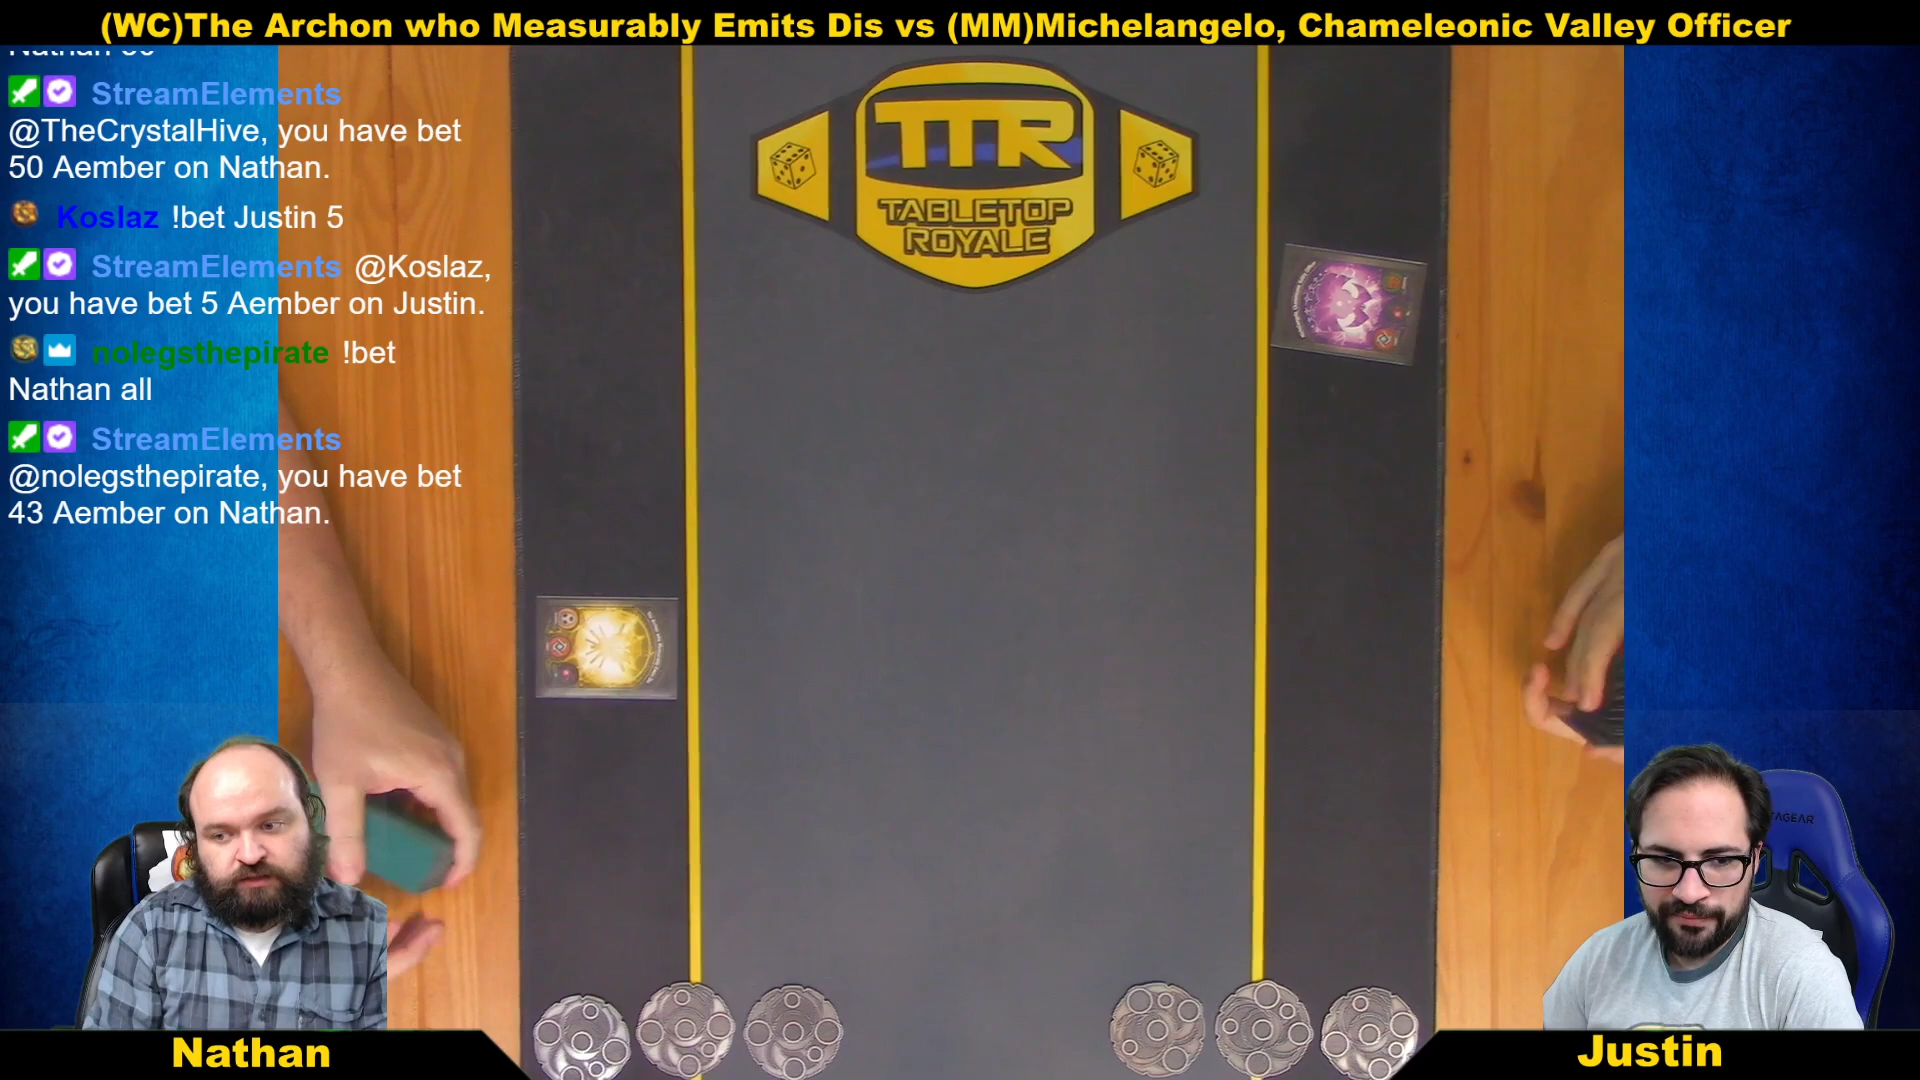 (WC)The Archon who Measurably Emits Dis vs (MM)Michelangelo, Chameleonic Valley Officer
StreamElements
@TheCrystalHive, you have bet
50 Aember on Nathan.
Koslaz !bet Justin 5
StreamElements @Koslaz,
you have bet 5 Aember on Justin.
nolegsthepirate !bet
Nathan all
StreamElements
@nolegsthepirate, you have bet
43 Aember on Nathan.
TTR
TABLETOP
ROYALE
Nathan
Justin